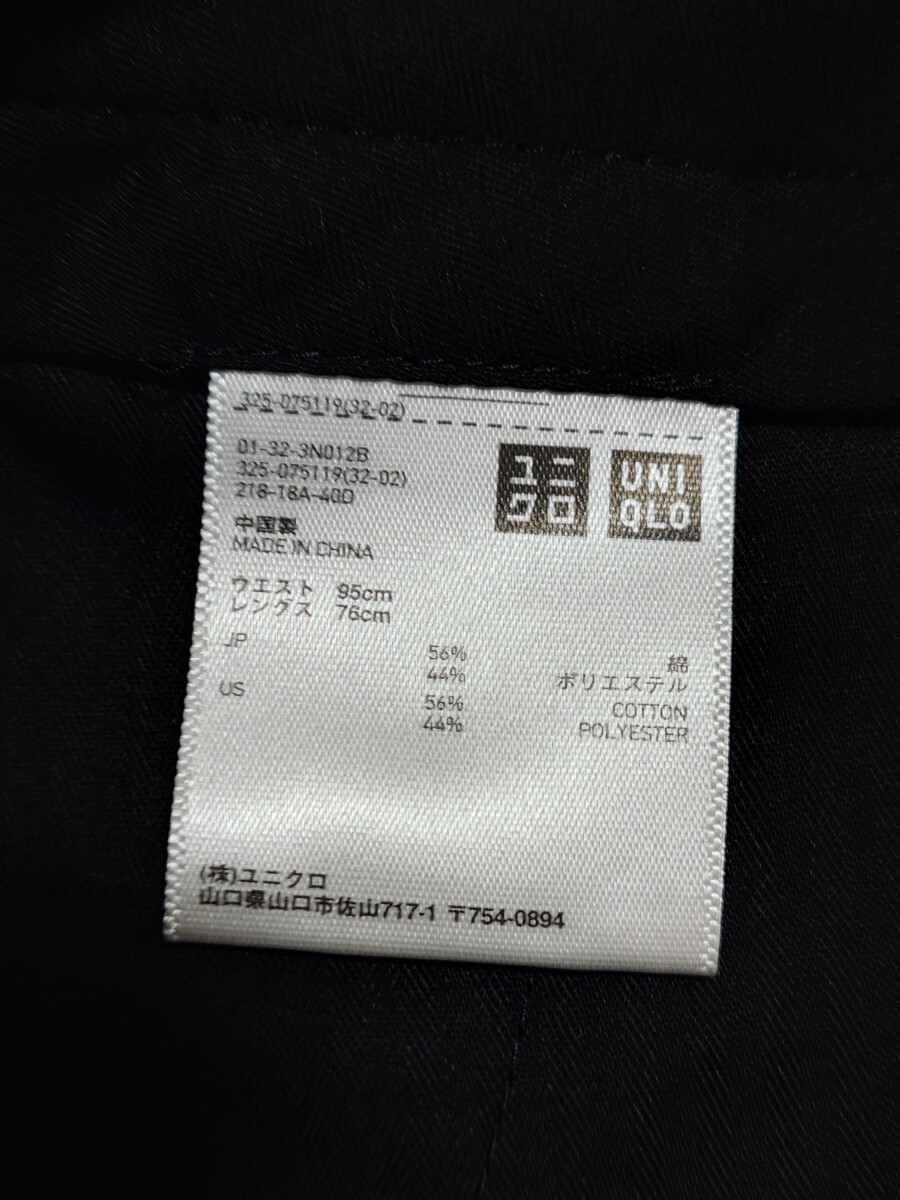 325-075119(32-02)
01-32-3N012B
325-075119(32-02)
218-18A-400
中国製
MADE IN CHINA
ユニクロ
UNIQLO
ウエスト 95cm
レングス 76cm
JP 56% 綿
44% ポリエステル
US 56% COTTON
44% POLYESTER
(株)ユニクロ
山口県山口市佐山717-1 〒754-0894